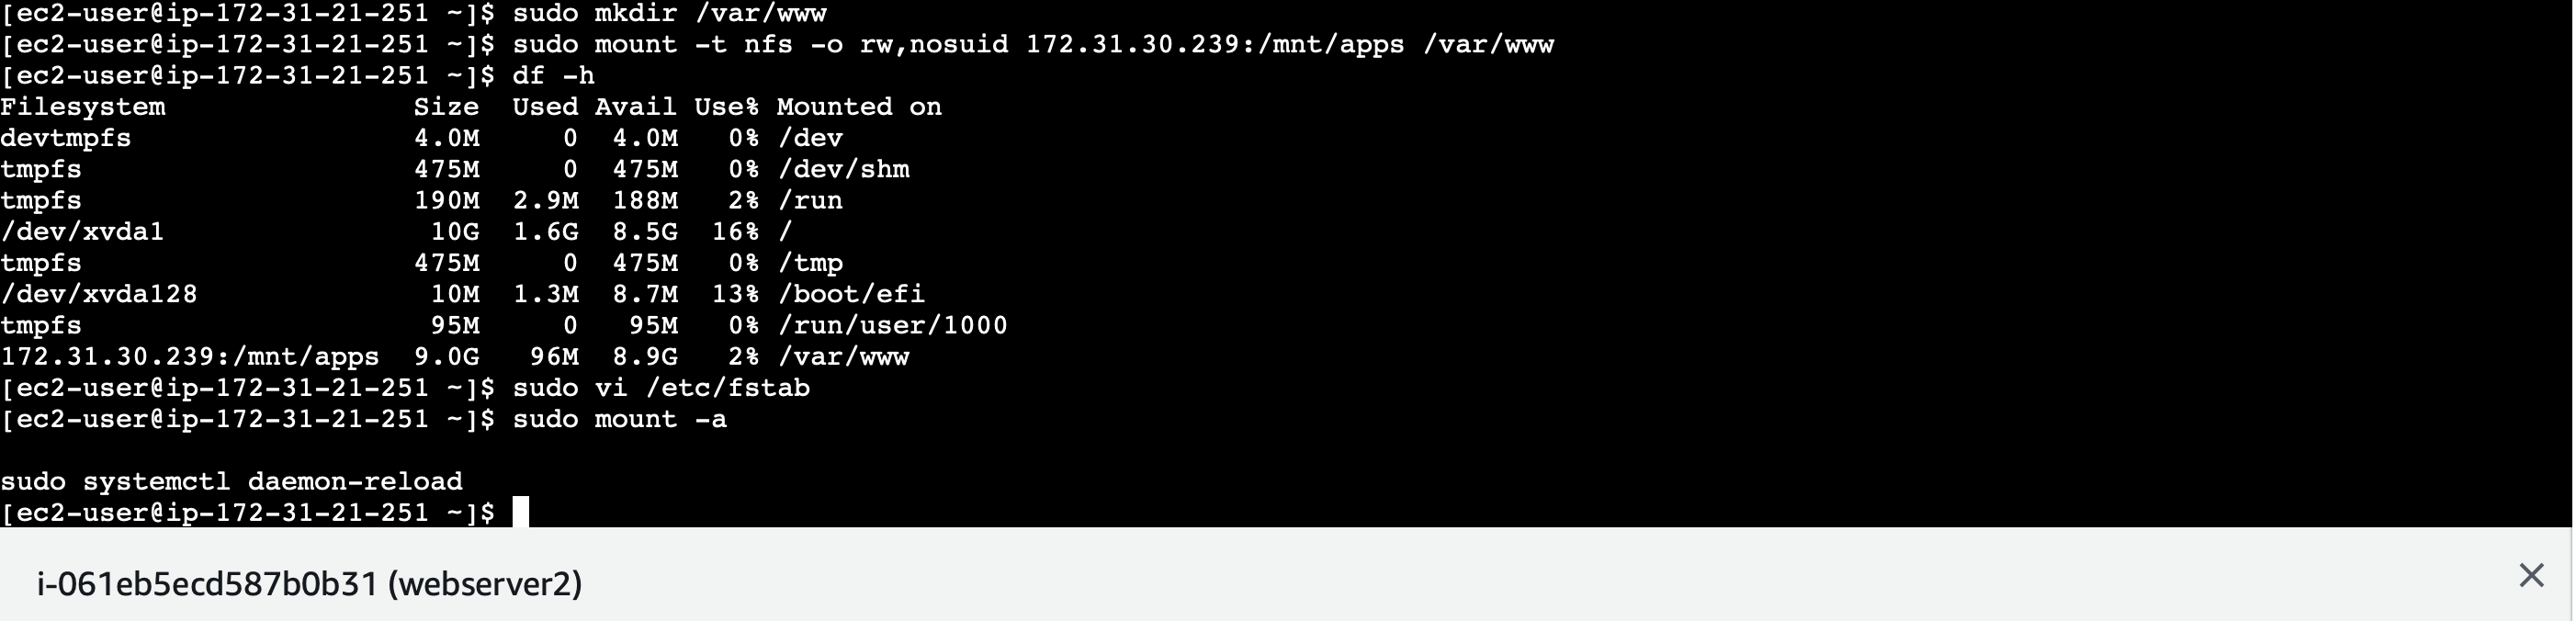 [ec2-user@ip-172-31-21-251 ~]$ sudo mkdir /var/www
[ec2-user@ip-172-31-21-251 ~]$ sudo mount -t nfs -o rw,nosuid 172.31.30.239:/mnt/apps /var/www
[ec2-user@ip-172-31-21-251 ~]$ df -h
Filesystem               Size  Used Avail Use% Mounted on
devtmpfs                 4.0M     0  4.0M   0% /dev
tmpfs                    475M     0  475M   0% /dev/shm
tmpfs                    190M  2.9M  188M   2% /run
/dev/xvda1                10G  1.6G  8.5G  16% /
tmpfs                    475M     0  475M   0% /tmp
/dev/xvda128              10M  1.3M  8.7M  13% /boot/efi
tmpfs                     95M     0   95M   0% /run/user/1000
172.31.30.239:/mnt/apps  9.0G   96M  8.9G   2% /var/www
[ec2-user@ip-172-31-21-251 ~]$ sudo vi /etc/fstab
[ec2-user@ip-172-31-21-251 ~]$ sudo mount -a
sudo systemctl daemon-reload
[ec2-user@ip-172-31-21-251 ~]$
i-061eb5ecd587b0b31 (webserver2)